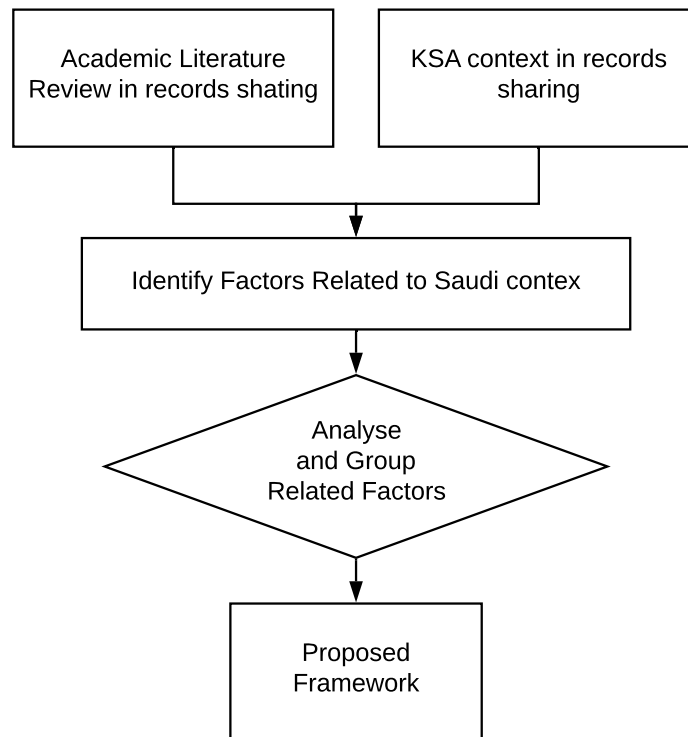 Academic Literature
Review in records shating
KSA context in records
sharing
Identify Factors Related to Saudi contex
Analyse
and Group
Related Factors
Proposed
Framework